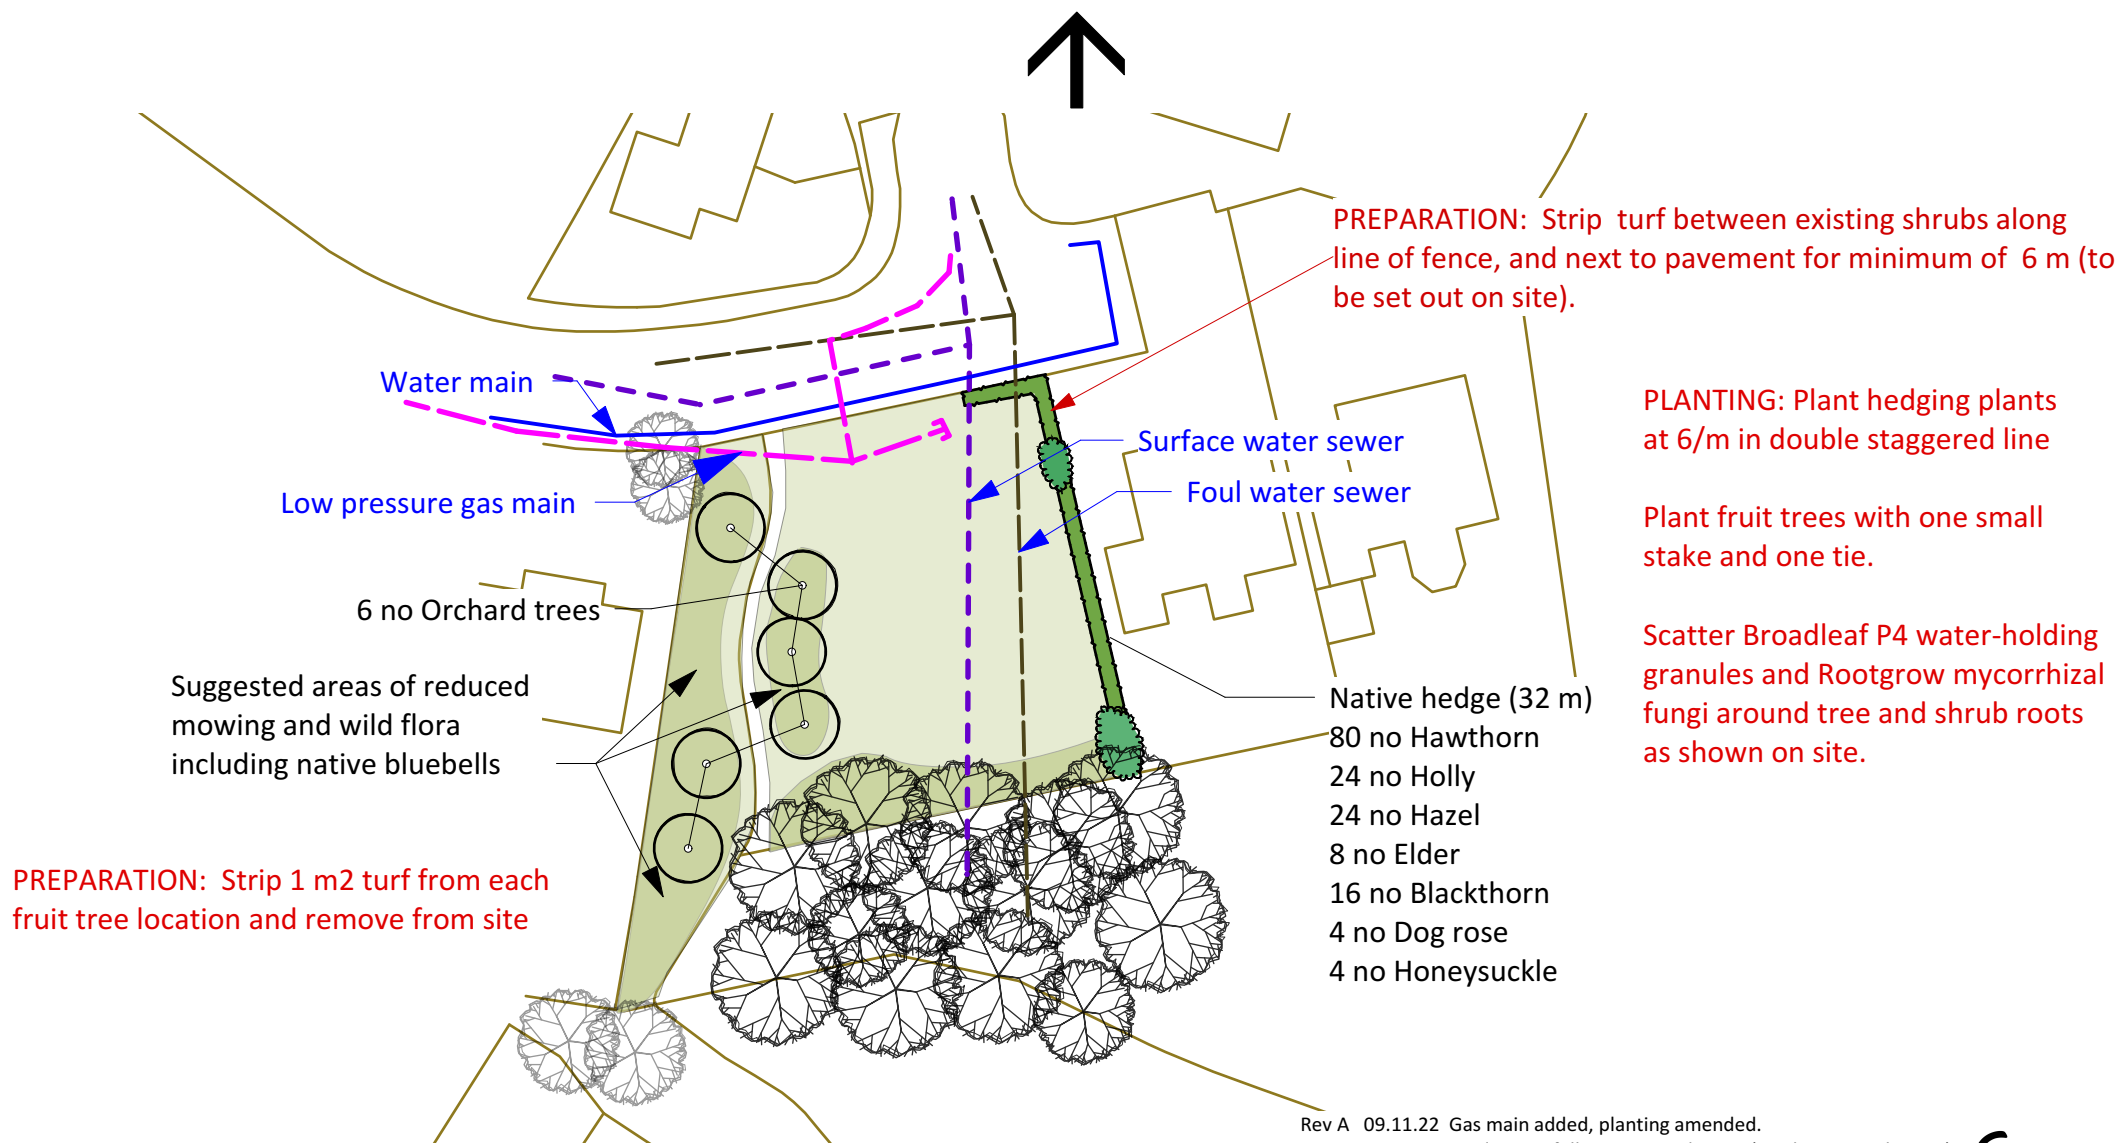 PREPARATION: Strip turf between existing shrubs along
line of fence, and next to pavement for minimum of 6 m (to
be set out on site).
Water main
PLANTING: Plant hedging plants
at 6/m in double staggered line
Surface water sewer
Low pressure gas main
Foul water sewer
Plant fruit trees with one small
stake and one tie.
6 no Orchard trees
Scatter Broadleaf P4 water-holding
granules and Rootgrow mycorrhizal
fungi around tree and shrub roots
as shown on site.
Suggested areas of reduced
mowing and wild flora
including native bluebells
Native hedge (32 m)
80 no Hawthorn
24 no Holly
24 no Hazel
8 no Elder
16 no Blackthorn
4 no Dog rose
4 no Honeysuckle
PREPARATION: Strip 1 m2 turf from each
fruit tree location and remove from site
Rev A 09.11.22 Gas main added, planting amended.